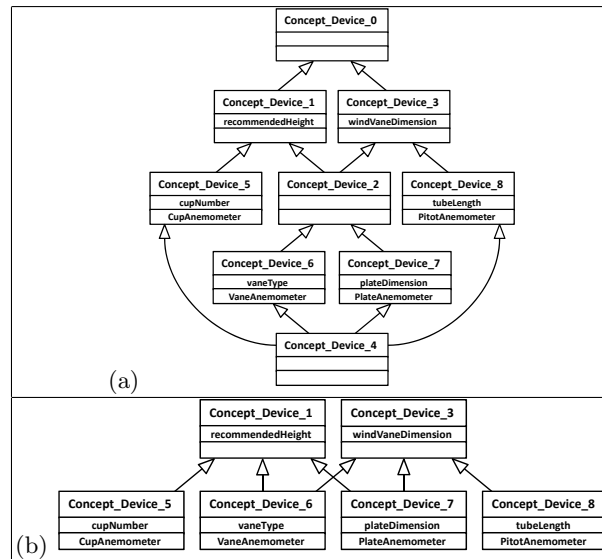 Concept_Device_0
Concept_Device_1 Concept_Device_3
recommendedHeight windVaneDimension
Concept_Device_5 Concept_Device_2 Concept_Device_8
cupNumber tubeLength
CupAnemometer PitotAnemometer
Concept_Device_6 Concept_Device_7
vaneType plateDimension
VaneAnemometer PlateAnemometer
Concept_Device_4
(a)
Concept_Device_1 Concept_Device_3
recommendedHeight windVaneDimension
Concept_Device_5 Concept_Device_6 Concept_Device_7 Concept_Device_8
cupNumber vaneType plateDimension tubeLength
(b) CupAnemometer VaneAnemometer PlateAnemometer PitotAnemometer